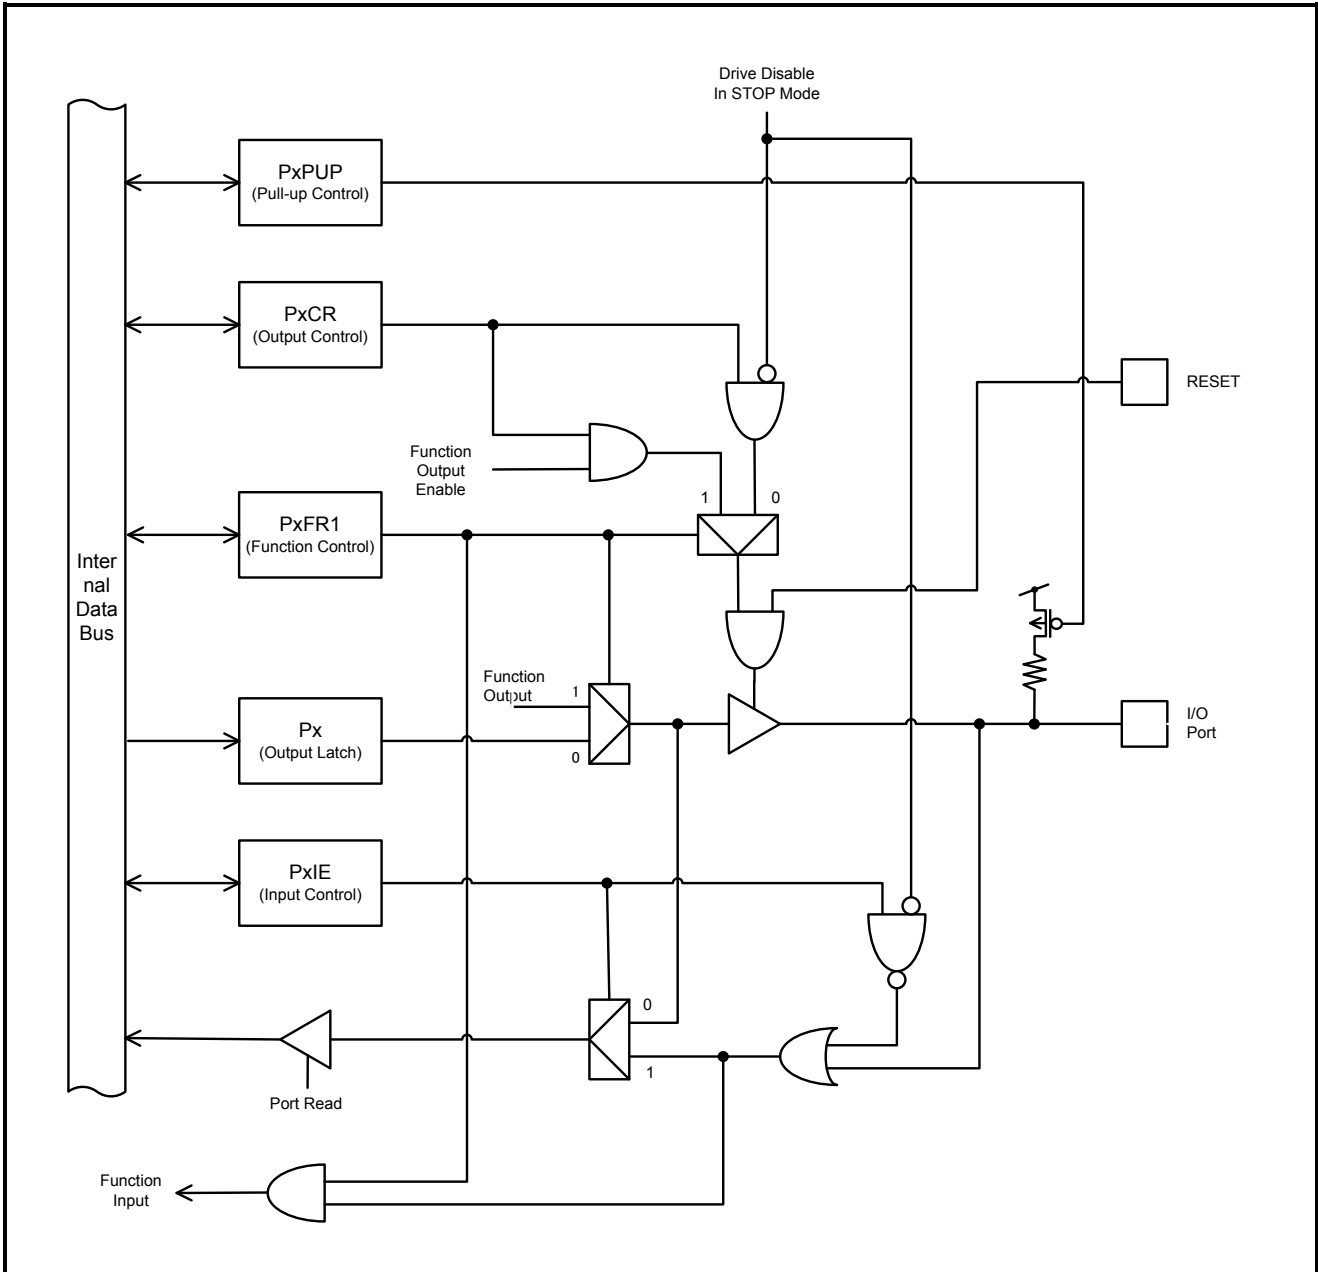 Drive Disable
In STOP Mode
PxPUP
(Pull-up Control)
PxCR
(Output Control)
RESET
Function
Output
Enable
1
0
PxFR1
(Function Control)
Inter
nal
Data
Bus
Function
Output
1
0
Px
(Output Latch)
I/O
Port
PxIE
(Input Control)
0
1
Port Read
Function
Input